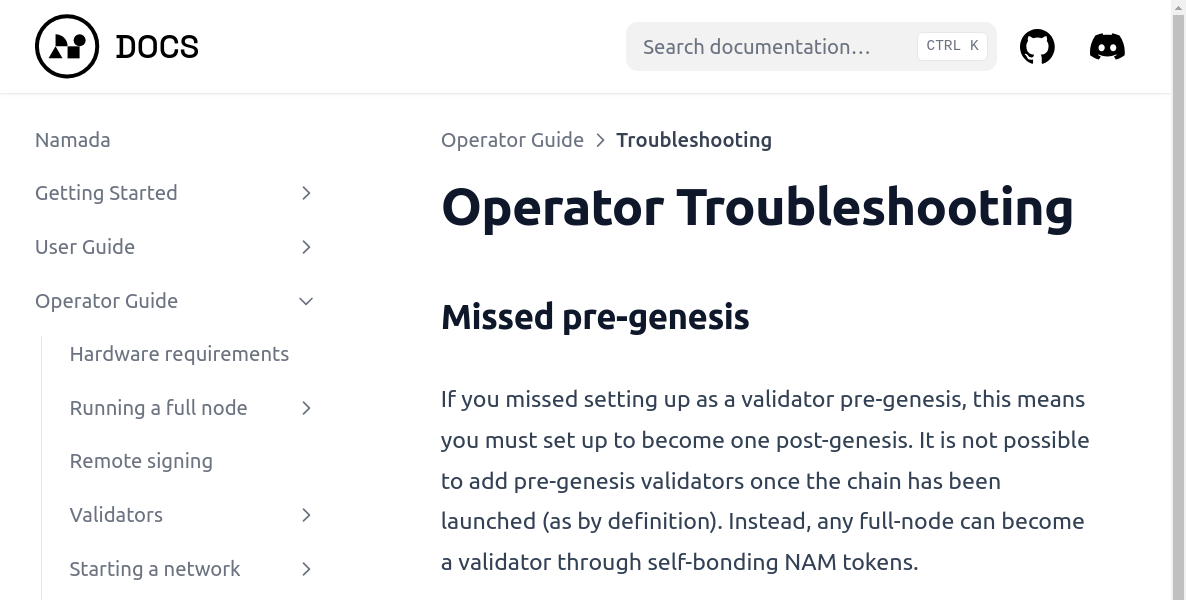 DOCS
Search documentation…
CTRL K
Namada
Getting Started
User Guide
Operator Guide
Hardware requirements
Running a full node
Remote signing
Validators
Starting a network
Operator Guide > Troubleshooting
Operator Troubleshooting
Missed pre-genesis
If you missed setting up as a validator pre-genesis, this means
you must set up to become one post-genesis. It is not possible
to add pre-genesis validators once the chain has been
launched (as by definition). Instead, any full-node can become
a validator through self-bonding NAM tokens.